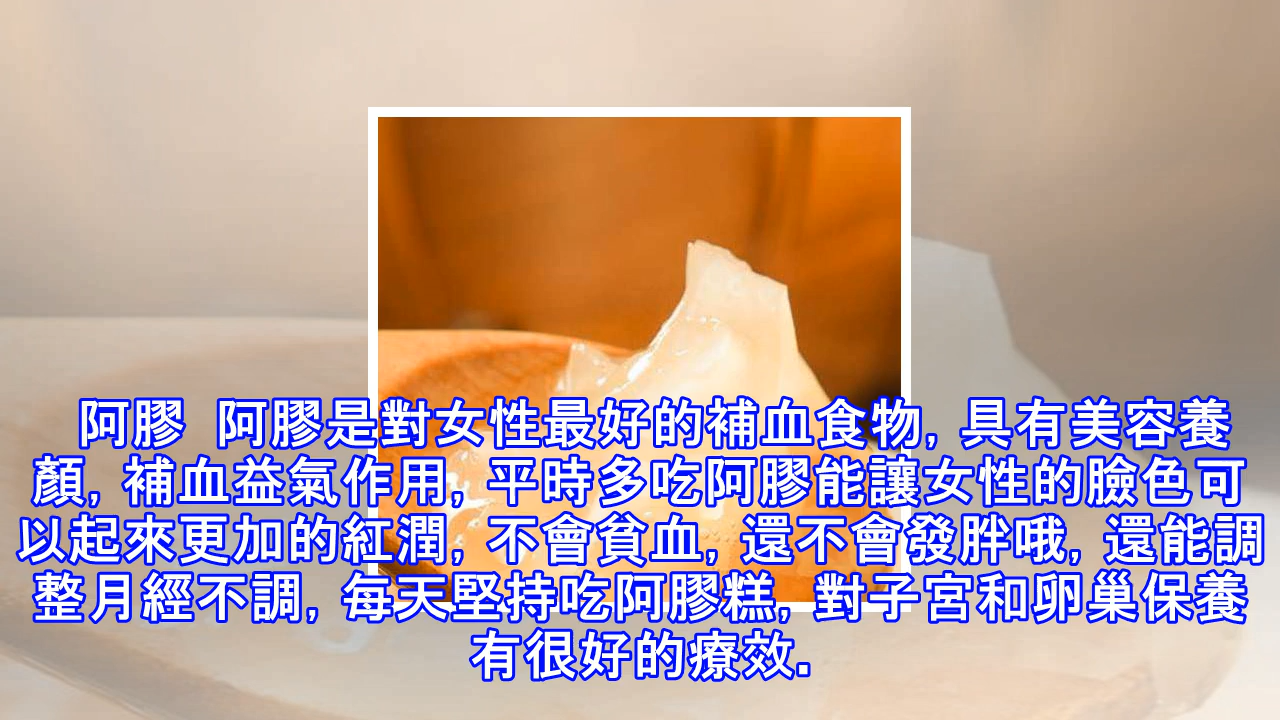 阿膠 阿膠是對女性最好的補血食物, 具有美容養
顏, 補血益氣作用, 平時多吃阿膠能讓女性的臉色可
以起來更加的紅潤, 不會貧血, 還不會發胖哦, 還能調
整月經不調, 每天堅持吃阿膠糕, 對子宮和卵巢保養
有很好的療效.